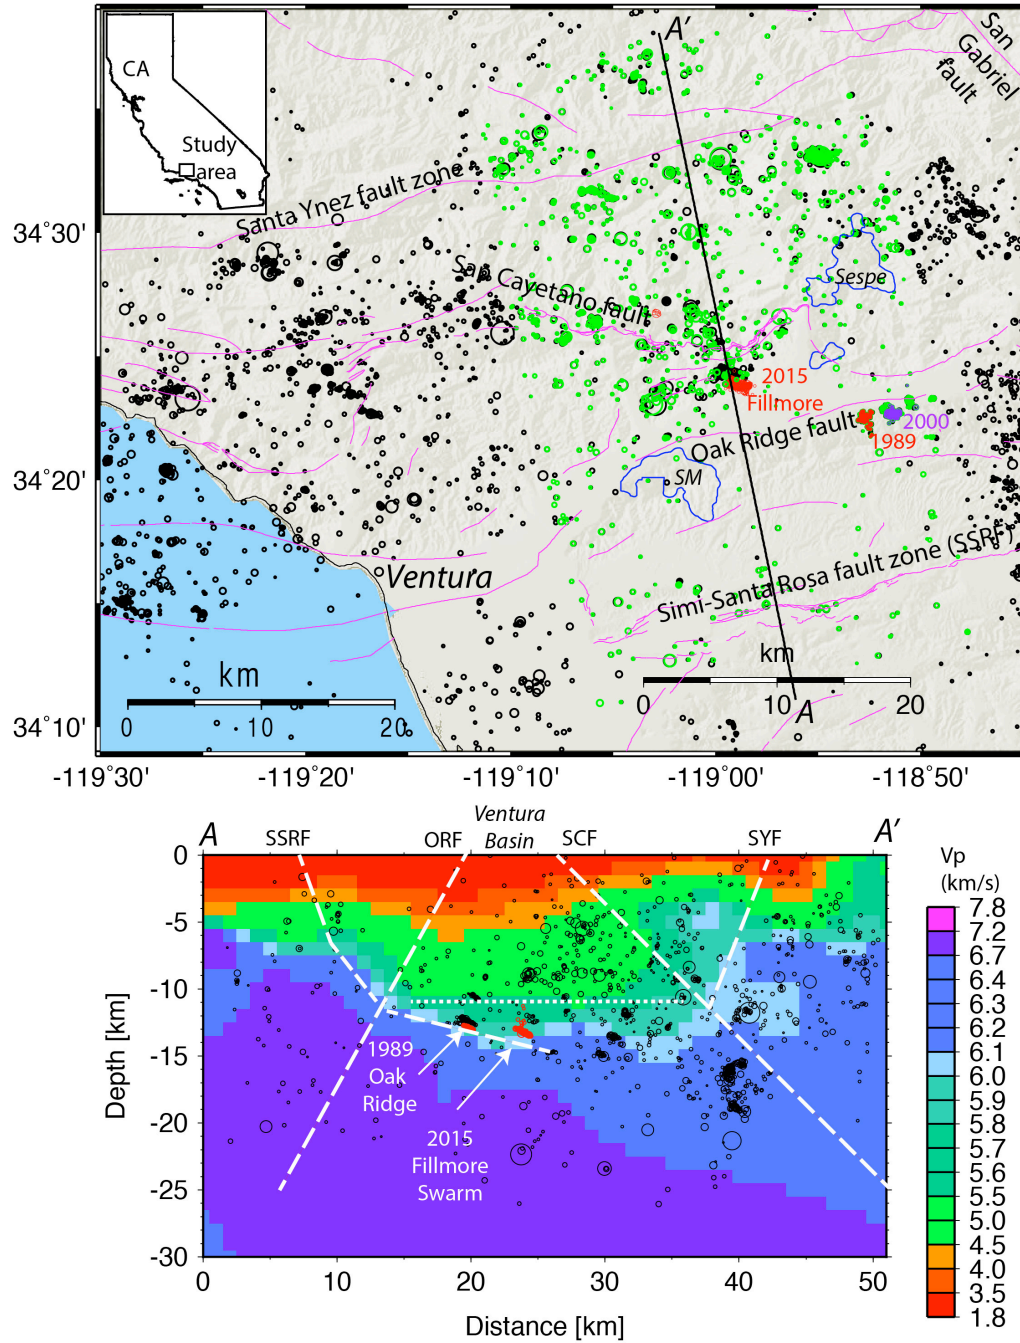 CA
Study
area
A'
San
Gabriel
fault
Santa Ynez fault zone
San Cayetano fault
Sespe
34°30'
2015
Fillmore
Oak Ridge fault
2000
1989
34°20'
SM
Ventura
Simi-Santa Rosa fault zone (SSRF)
km
0 10 20
km
0 10 20
A
34°10'
-119°30' -119°20' -119°10' -119°00' -118°50'
Ventura
Basin
A SSRF ORF SCF SYF A'
Vp
(km/s)
7.8
7.2
6.7
6.4
6.3
6.2
6.1
6.0
5.9
5.8
5.7
5.6
5.5
5.0
4.5
4.0
3.5
1.8
0
-5
-10
-15
-20
-25
-30
Depth [km]
1989
Oak
Ridge
2015
Fillmore
Swarm
0 10 20 30 40 50
Distance [km]